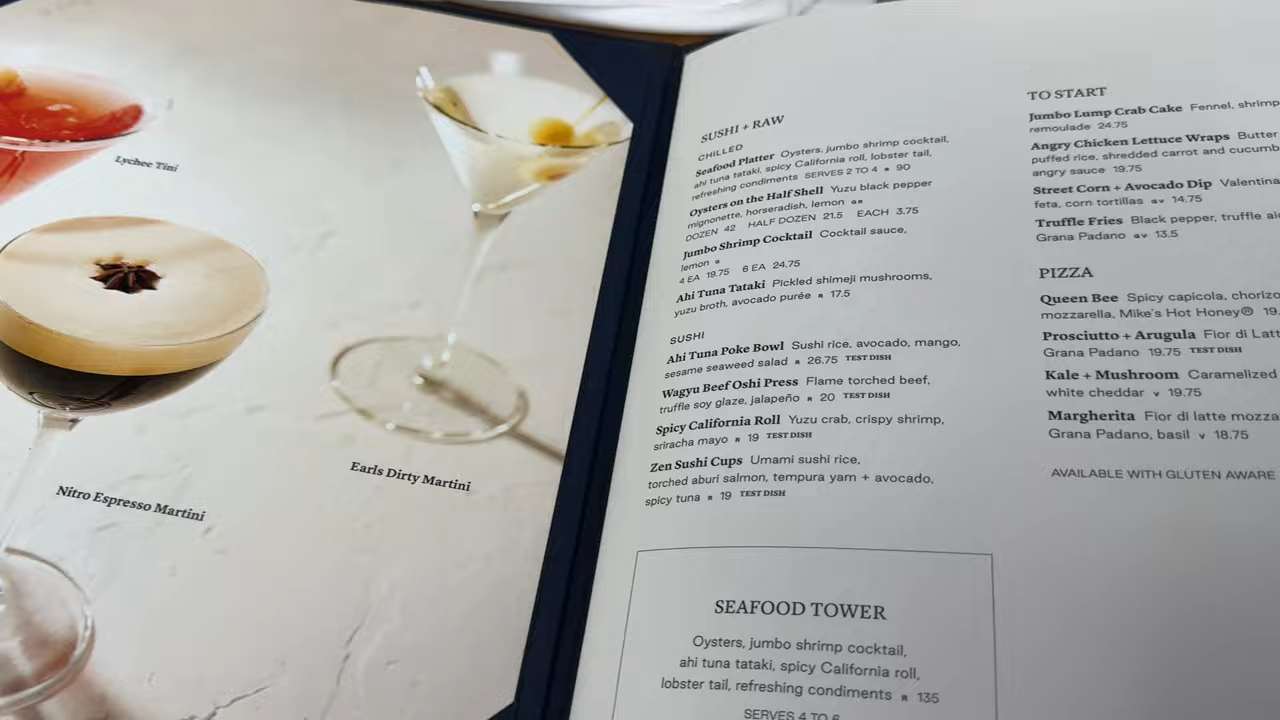 Lychee Tini
Nitro Espresso Martini
Earls Dirty Martini
SUSHI + RAW
CHILLED
Seafood Platter Oysters, jumbo shrimp cocktail,
ahi tuna tataki, spicy California roll, lobster tail,
refreshing condiments SERVES 2 TO 4 R 90
Oysters on the Half Shell Yuzu black pepper
mignonette, horseradish, lemon GR
DOZEN 42 HALF DOZEN 21.5 EACH 3.75
Jumbo Shrimp Cocktail Cocktail sauce,
lemon G
4 EA 19.75 6 EA 24.75
Ahi Tuna Tataki Pickled shimeji mushrooms,
yuzu broth, avocado purée R 17.5
SUSHI
Ahi Tuna Poke Bowl Sushi rice, avocado, mango,
sesame seaweed salad R 26.75 TEST DISH
Wagyu Beef Oshi Press Flame torched beef,
truffle soy glaze, jalapeño R 20 TEST DISH
Spicy California Roll Yuzu crab, crispy shrimp,
sriracha mayo R 19 TEST DISH
Zen Sushi Cups Umami sushi rice,
torched aburi salmon, tempura yam + avocado,
spicy tuna R 19 TEST DISH
SEAFOOD TOWER
Oysters, jumbo shrimp cocktail,
ahi tuna tataki, spicy California roll,
lobster tail, refreshing condiments R 135
SERVES 4 TO 6
TO START
Jumbo Lump Crab Cake Fennel, shrimp
remoulade 24.75
Angry Chicken Lettuce Wraps Butter
puffed rice, shredded carrot and cucumb
angry sauce 19.75
Street Corn + Avocado Dip Valentina
feta, corn tortillas GV 14.75
Truffle Fries Black pepper, truffle aio
Grana Padano GV 13.5
PIZZA
Queen Bee Spicy capicola, chorizo
mozzarella, Mike's Hot Honey® 19.
Prosciutto + Arugula Fior di Latt
Grana Padano 19.75 TEST DISH
Kale + Mushroom Caramelized
white cheddar V 19.75
Margherita Fior di latte mozza
Grana Padano, basil V 18.75
AVAILABLE WITH GLUTEN AWARE